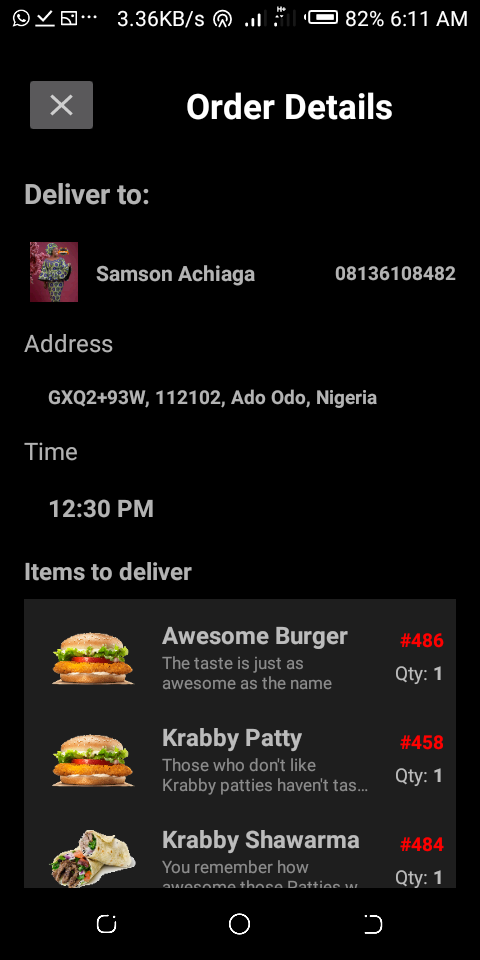 3.36KB/s H+ 82% 6:11 AM
Order Details
Deliver to:
Samson Achiaga 08136108482
Address
GXQ2+93W, 112102, Ado Odo, Nigeria
Time
12:30 PM
Items to deliver
Awesome Burger #486
The taste is just as
awesome as the name
Qty: 1
Krabby Patty #458
Those who don't like
Krabby patties haven't tas...
Qty: 1
Krabby Shawarma #484
You remember how
awesome those Patties w
Qty: 1